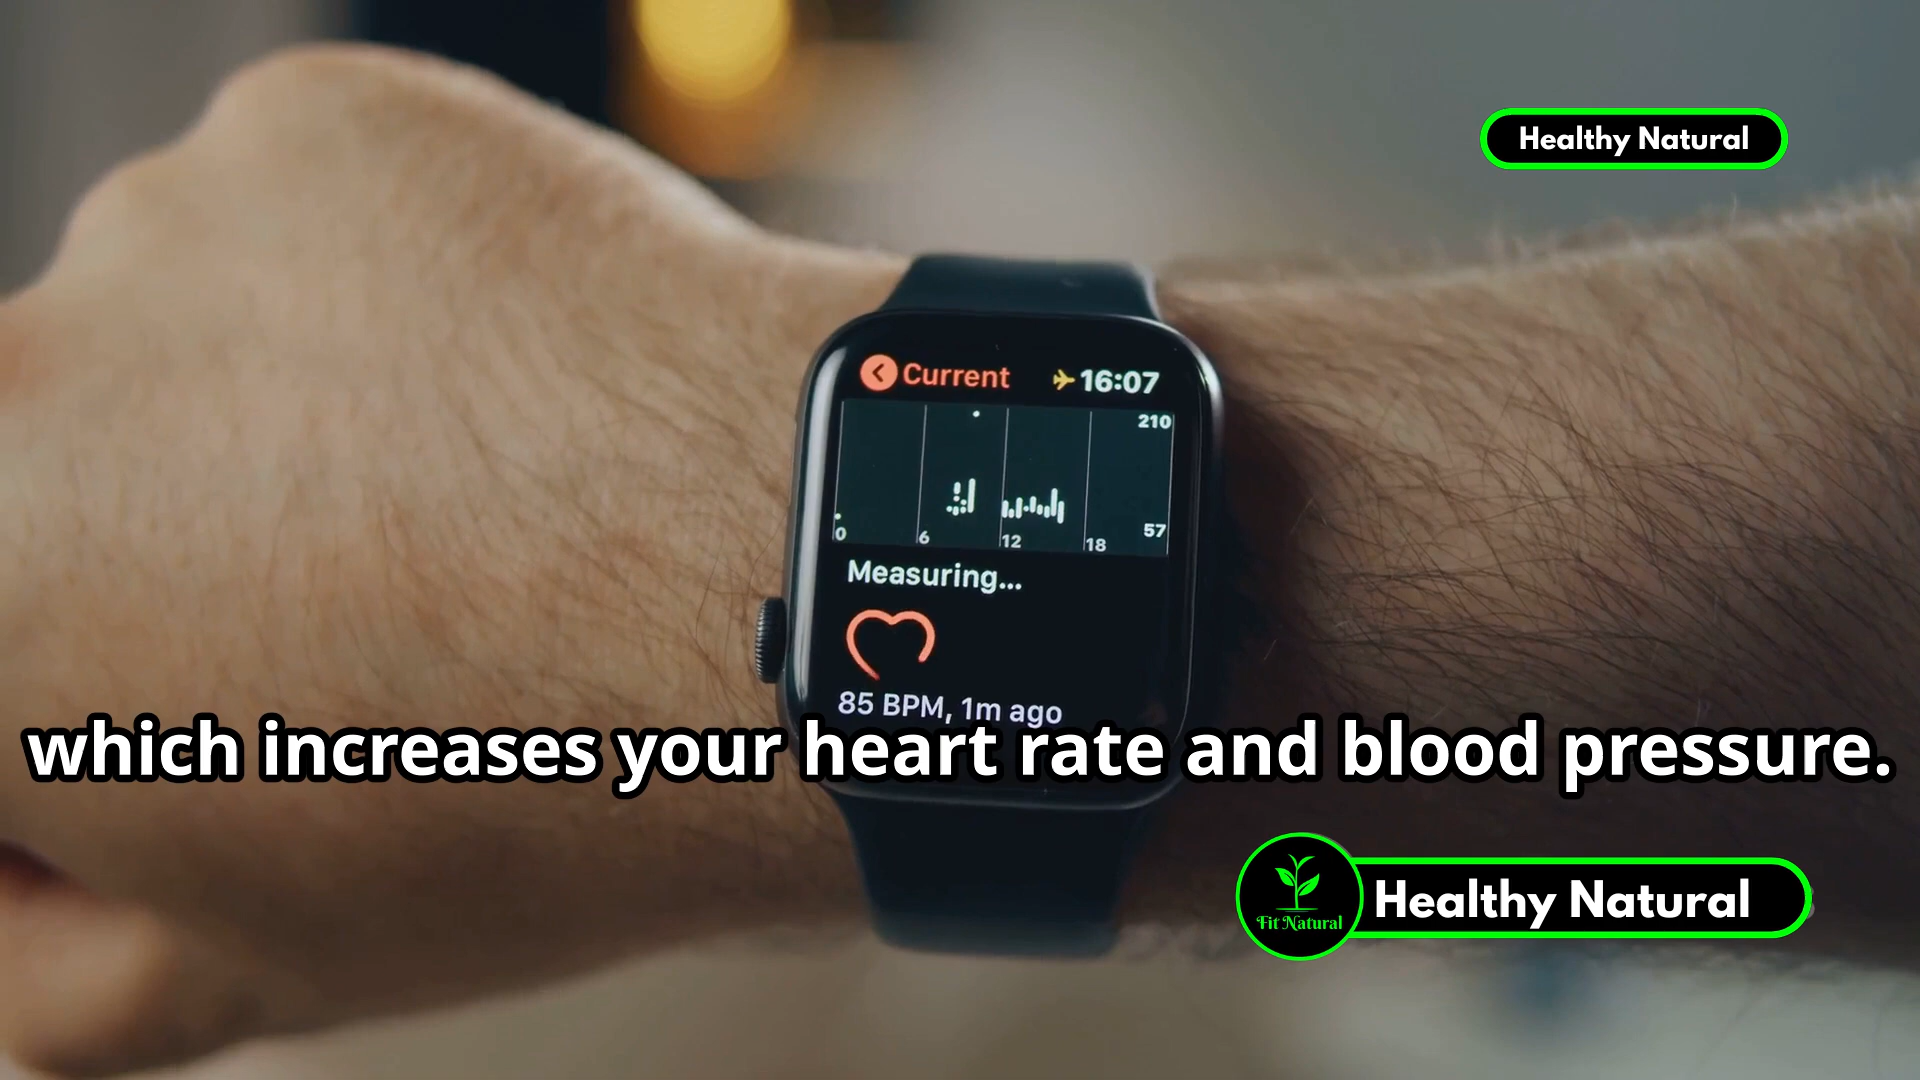 Healthy Natural
Current 16:07
210
57
0 6 12 18
Measuring...
85 BPM, 1m ago
which increases your heart rate and blood pressure.
Fit Natural
Healthy Natural